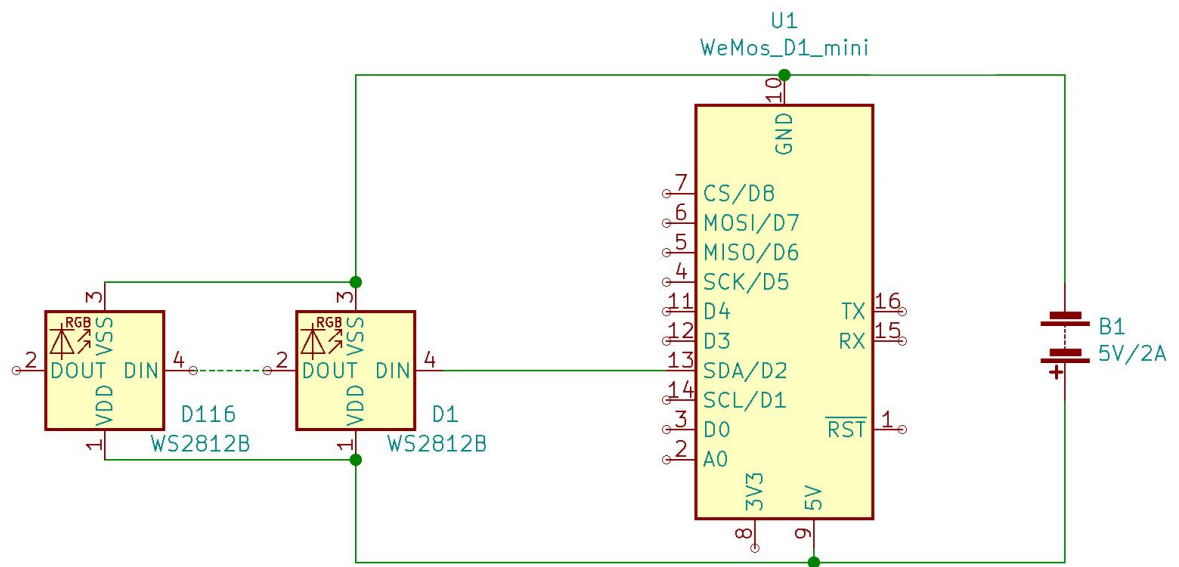 U1
WeMos_D1_mini
10
GND
7 CS/D8
6 MOSI/D7
5 MISO/D6
4 SCK/D5
11 D4
12 D3
13 SDA/D2
14 SCL/D1
3 D0
2 A0
TX 16
RX 15
RST 1
3V3
8
5V
9
3
RGB
VSS
2 DOUT
DIN 4
VDD
1
D116
WS2812B
3
RGB
VSS
2 DOUT
DIN 4
VDD
1
D1
WS2812B
B1
5V/2A
+